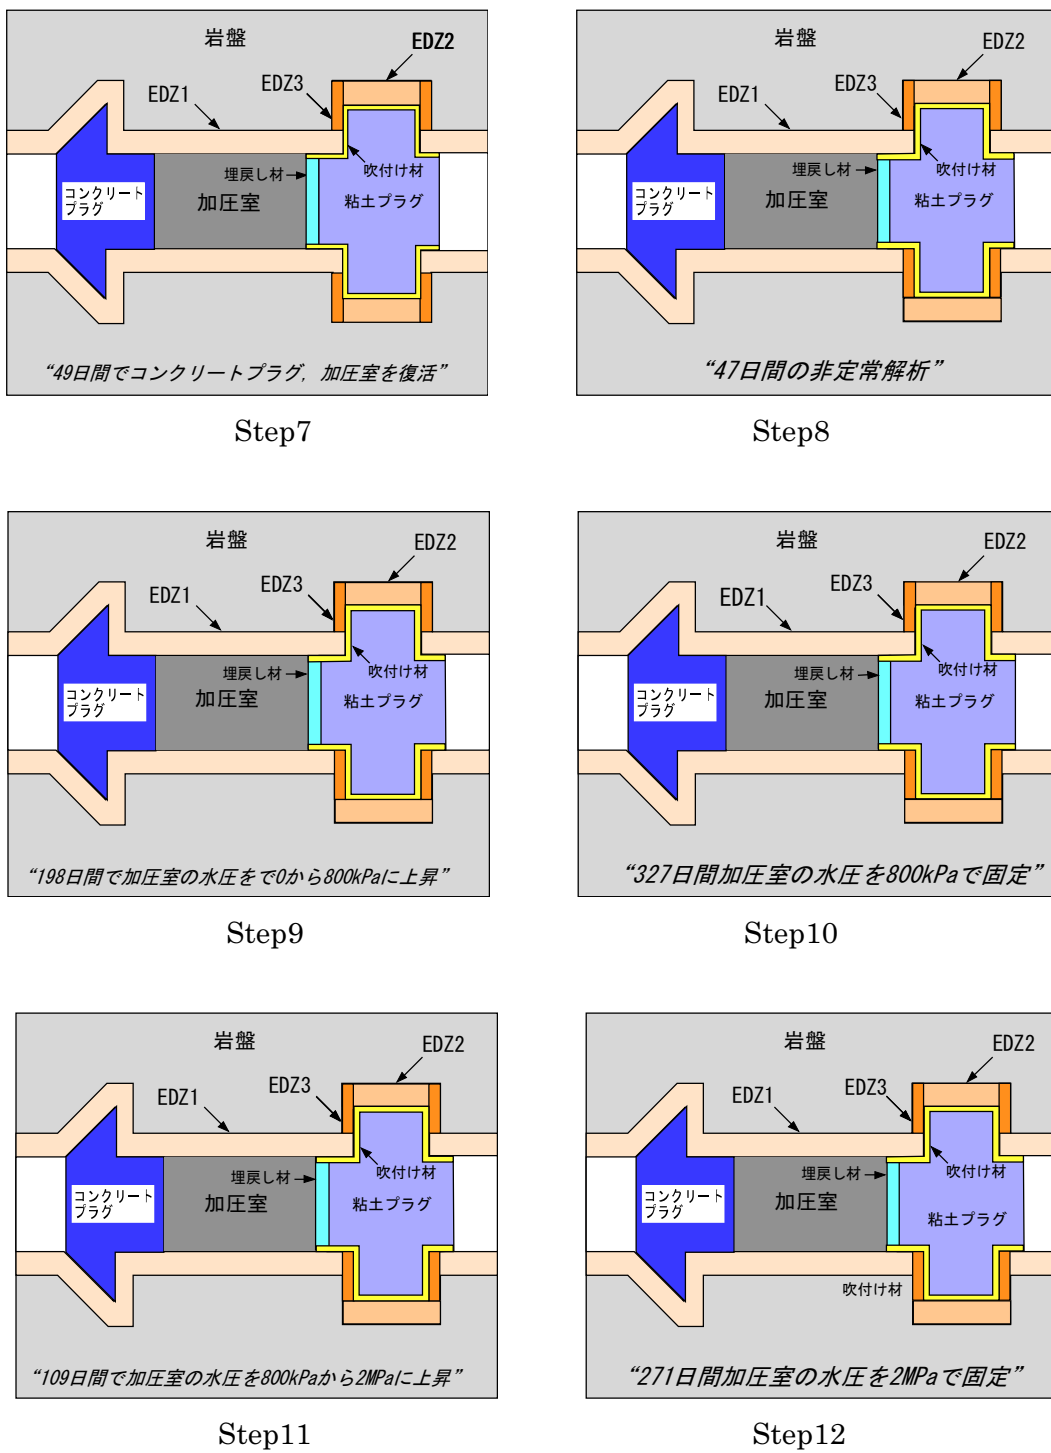 岩盤
EDZ2
EDZ3
EDZ1
埋戻し材
吹付け材
コンクリート
プラグ
加圧室
粘土プラグ
“49日間でコンクリートプラグ，加圧室を復活”
Step7
岩盤
EDZ2
EDZ3
EDZ1
埋戻し材
吹付け材
コンクリート
プラグ
加圧室
粘土プラグ
“47日間の非定常解析”
Step8
岩盤
EDZ2
EDZ3
EDZ1
埋戻し材
吹付け材
コンクリート
プラグ
加圧室
粘土プラグ
“198日間で加圧室の水圧をで0から800kPaに上昇”
Step9
岩盤
EDZ2
EDZ3
EDZ1
埋戻し材
吹付け材
コンクリート
プラグ
加圧室
粘土プラグ
“327日間加圧室の水圧を800kPaで固定”
Step10
岩盤
EDZ2
EDZ3
EDZ1
埋戻し材
吹付け材
コンクリート
プラグ
加圧室
粘土プラグ
“109日間で加圧室の水圧を800kPaから2MPaに上昇”
Step11
岩盤
EDZ2
EDZ3
EDZ1
埋戻し材
吹付け材
コンクリート
プラグ
加圧室
粘土プラグ
吹付け材
“271日間加圧室の水圧を2MPaで固定”
Step12